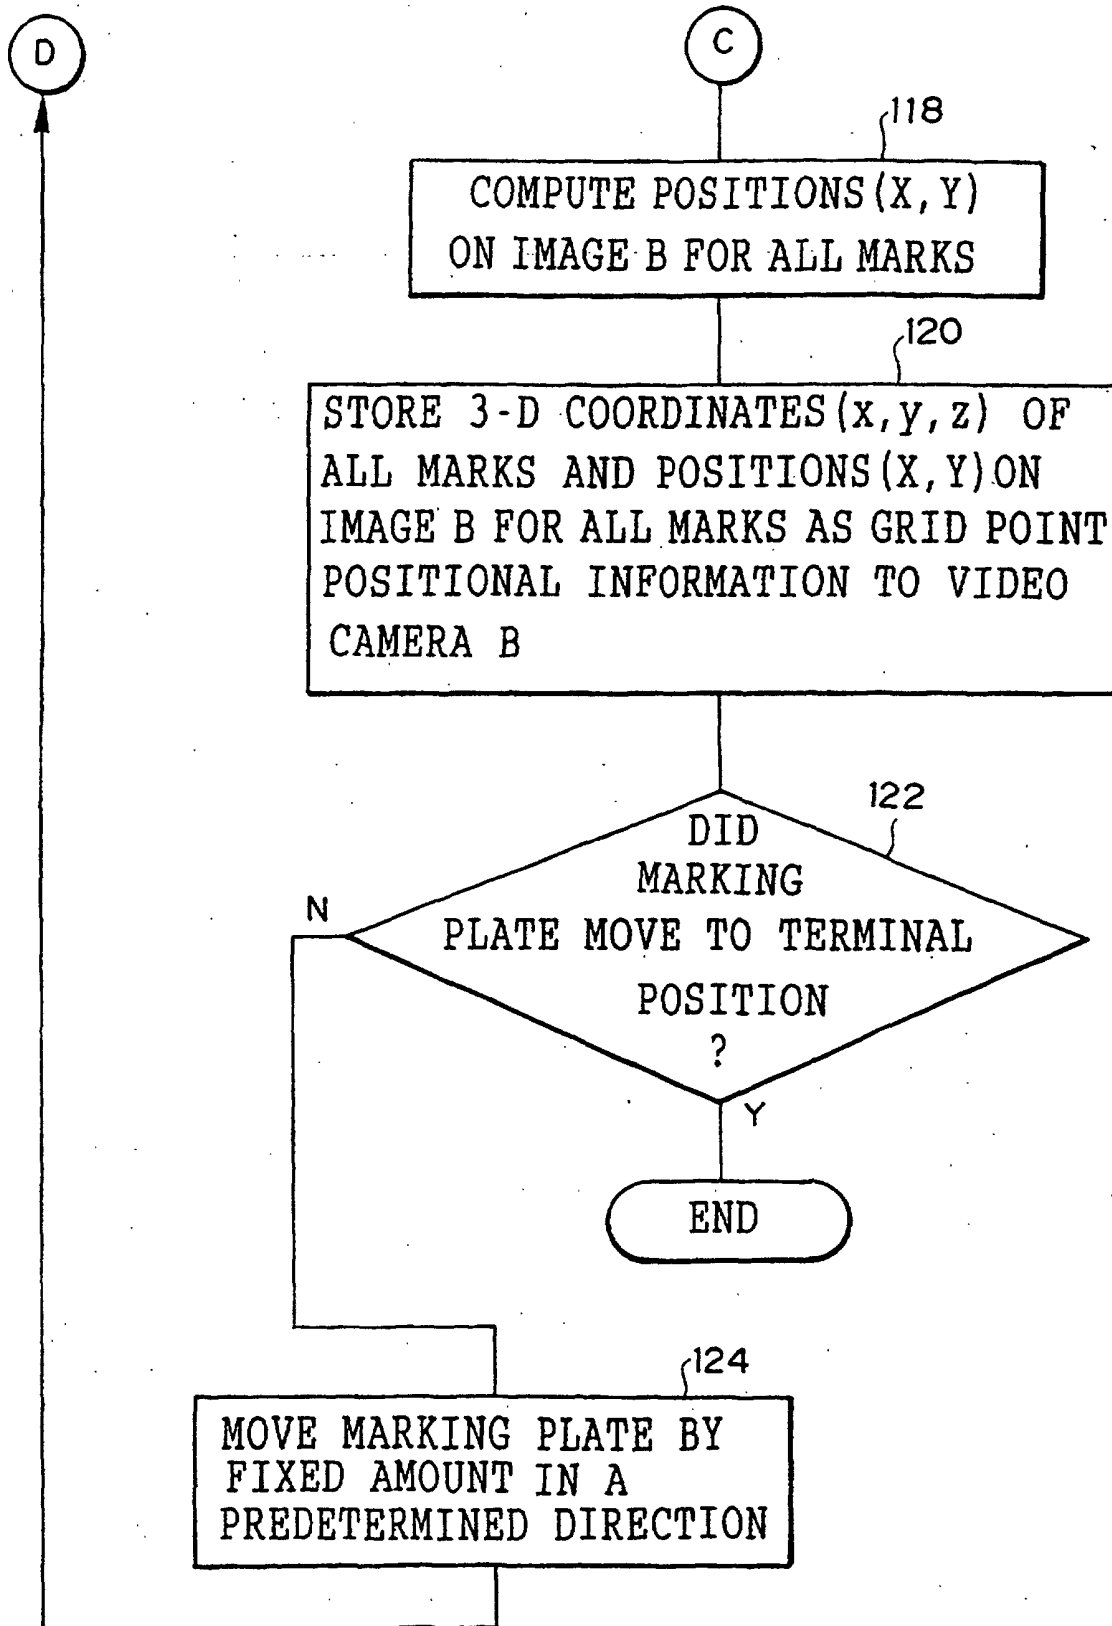 D
C
118
COMPUTE POSITIONS (X, Y)
ON IMAGE B FOR ALL MARKS
120
STORE 3-D COORDINATES (x, y, z) OF
ALL MARKS AND POSITIONS (X, Y) ON
IMAGE B FOR ALL MARKS AS GRID POINT
POSITIONAL INFORMATION TO VIDEO
CAMERA B
122
DID
MARKING
PLATE MOVE TO TERMINAL
POSITION
?
N
Y
END
124
MOVE MARKING PLATE BY
FIXED AMOUNT IN A
PREDETERMINED DIRECTION